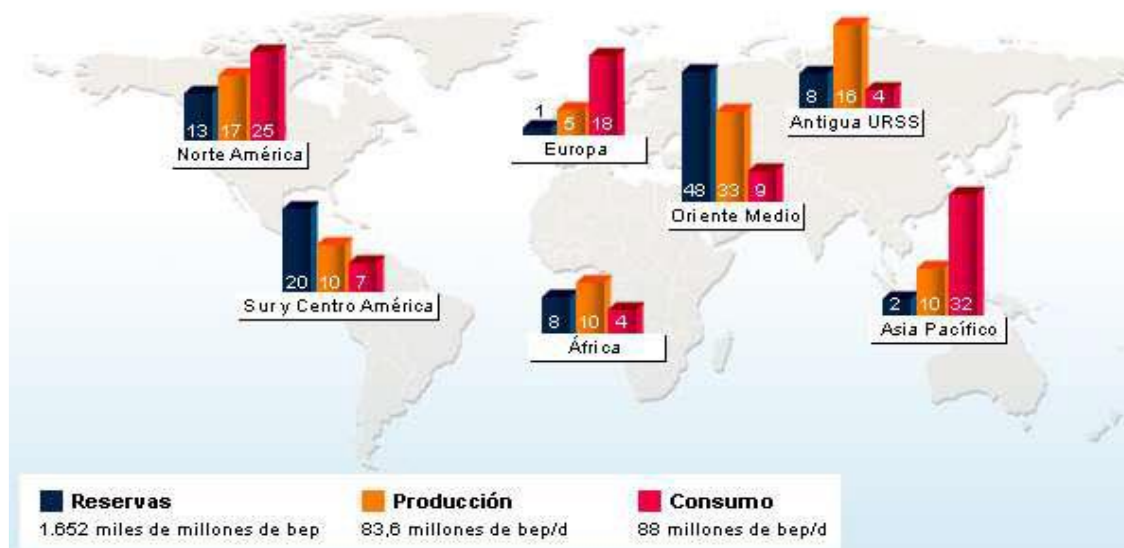 13 17 25
Norte América
1 5 18
Europa
48 33 9
Oriente Medio
8 16 4
Antigua URSS
20 10 7
Sur y Centro América
8 10 4
África
2 10 32
Asia Pacífico
Reservas
1.652 miles de millones de bep
Producción
83,6 millones de bep/d
Consumo
88 millones de bep/d